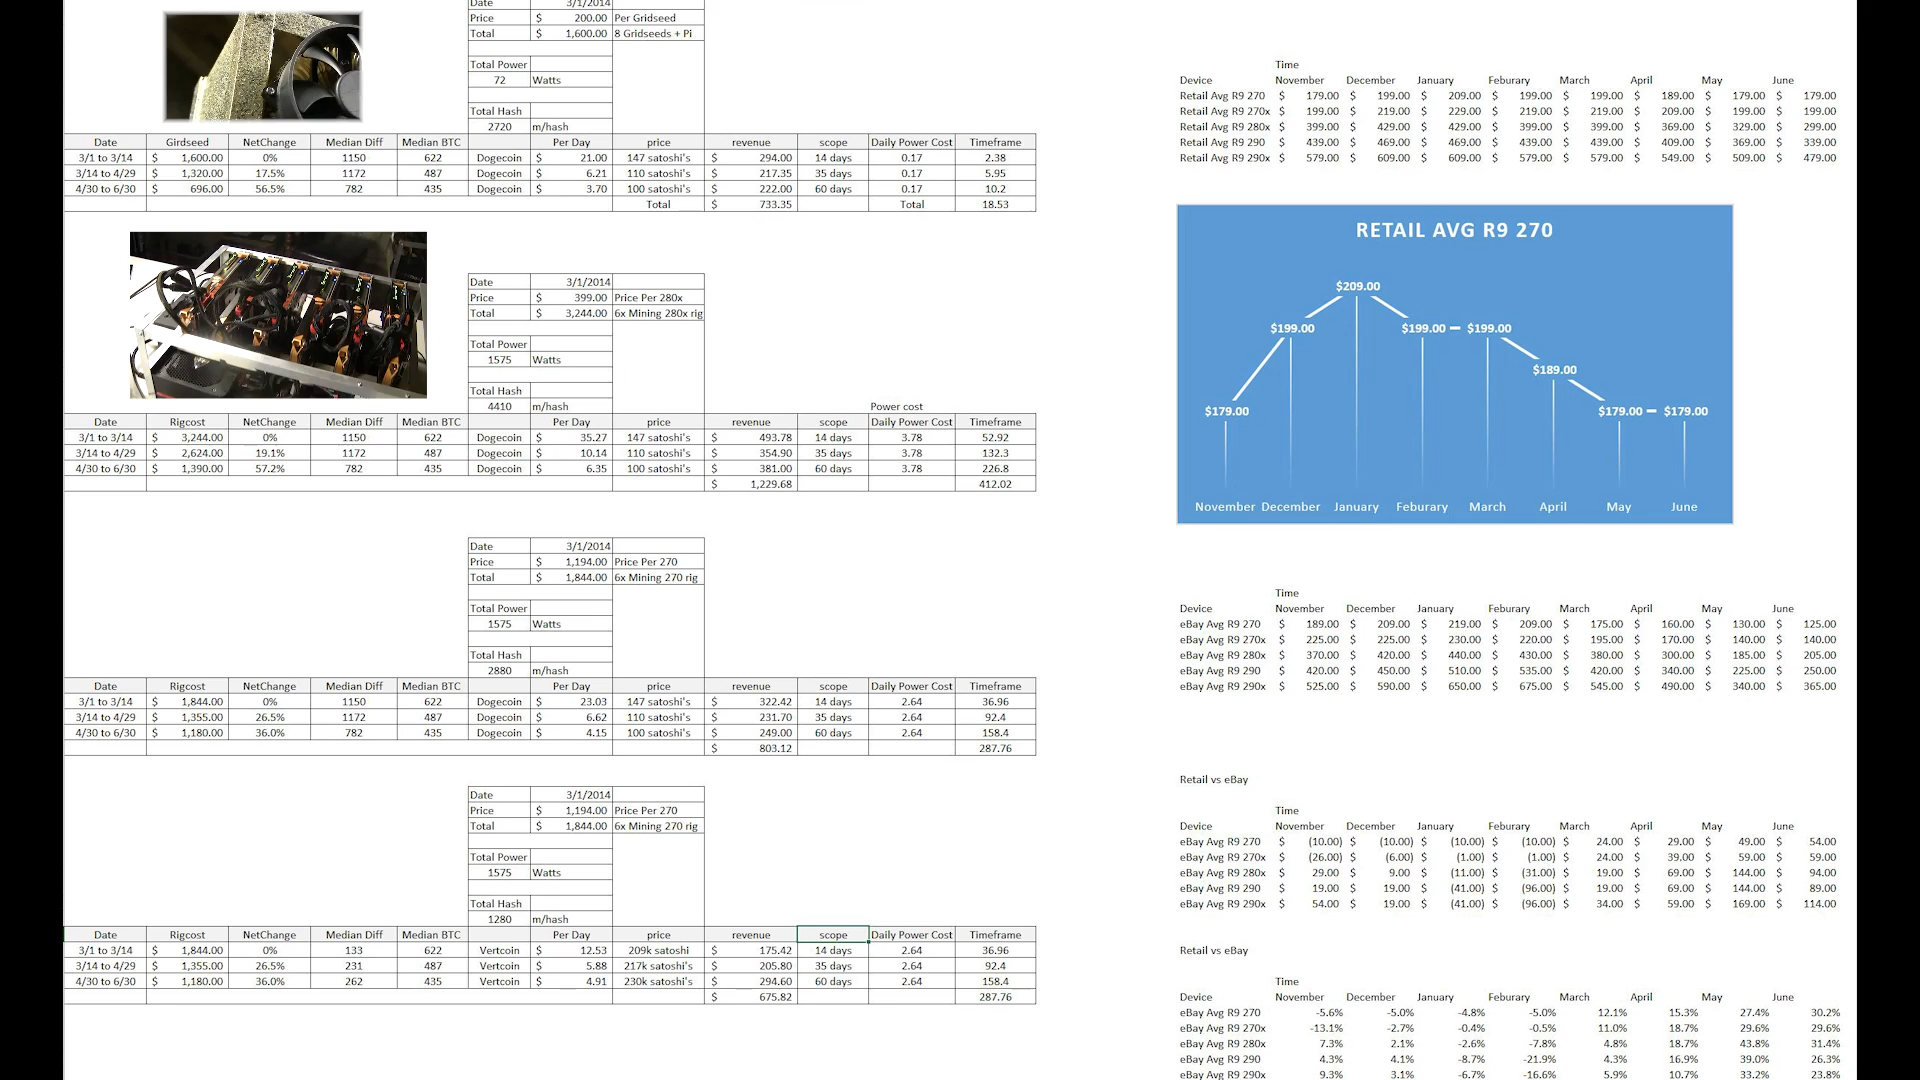 Date 3/1/2014
Price $ 200.00 Per Gridseed
Total $ 1,600.00 8 Gridseeds + Pi
Total Power
72 Watts
Total Hash
2720 m/hash
Date Girdseed NetChange Median Diff Median BTC Per Day price revenue scope Daily Power Cost Timeframe
3/1 to 3/14 $ 1,600.00 0% 1150 622 Dogecoin $ 21.00 147 satoshi's $ 294.00 14 days 0.17 2.38
3/14 to 4/29 $ 1,320.00 17.5% 1172 487 Dogecoin $ 6.21 110 satoshi's $ 217.35 35 days 0.17 5.95
4/30 to 6/30 $ 696.00 56.5% 782 435 Dogecoin $ 3.70 100 satoshi's $ 222.00 60 days 0.17 10.2
Total $ 733.35 Total 18.53
Date 3/1/2014
Price $ 399.00 Price Per 280x
Total $ 3,244.00 6x Mining 280x rig
Total Power
1575 Watts
Total Hash
4410 m/hash Power cost
Date Rigcost NetChange Median Diff Median BTC Per Day price revenue scope Daily Power Cost Timeframe
3/1 to 3/14 $ 3,244.00 0% 1150 622 Dogecoin $ 35.27 147 satoshi's $ 493.78 14 days 3.78 52.92
3/14 to 4/29 $ 2,624.00 19.1% 1172 487 Dogecoin $ 10.14 110 satoshi's $ 354.90 35 days 3.78 132.3
4/30 to 6/30 $ 1,390.00 57.2% 782 435 Dogecoin $ 6.35 100 satoshi's $ 381.00 60 days 3.78 226.8
$ 1,229.68 412.02
Date 3/1/2014
Price $ 1,194.00 Price Per 270
Total $ 1,844.00 6x Mining 270 rig
Total Power
1575 Watts
Total Hash
2880 m/hash
Date Rigcost NetChange Median Diff Median BTC Per Day price revenue scope Daily Power Cost Timeframe
3/1 to 3/14 $ 1,844.00 0% 1150 622 Dogecoin $ 23.03 147 satoshi's $ 322.42 14 days 2.64 36.96
3/14 to 4/29 $ 1,355.00 26.5% 1172 487 Dogecoin $ 6.62 110 satoshi's $ 231.70 35 days 2.64 92.4
4/30 to 6/30 $ 1,180.00 36.0% 782 435 Dogecoin $ 4.15 100 satoshi's $ 249.00 60 days 2.64 158.4
$ 803.12 287.76
Date 3/1/2014
Price $ 1,194.00 Price Per 270
Total $ 1,844.00 6x Mining 270 rig
Total Power
1575 Watts
Total Hash
1280 m/hash
Date Rigcost NetChange Median Diff Median BTC Per Day price revenue scope Daily Power Cost Timeframe
3/1 to 3/14 $ 1,844.00 0% 133 622 Vertcoin $ 12.53 209k satoshi $ 175.42 14 days 2.64 36.96
3/14 to 4/29 $ 1,355.00 26.5% 231 487 Vertcoin $ 5.88 217k satoshi's $ 205.80 35 days 2.64 92.4
4/30 to 6/30 $ 1,180.00 36.0% 262 435 Vertcoin $ 4.91 230k satoshi's $ 294.60 60 days 2.64 158.4
$ 675.82 287.76
Time
Device November December January Feburary March April May June
Retail Avg R9 270 $ 179.00 $ 199.00 $ 209.00 $ 199.00 $ 199.00 $ 189.00 $ 179.00 $ 179.00
Retail Avg R9 270x $ 199.00 $ 219.00 $ 229.00 $ 219.00 $ 219.00 $ 209.00 $ 199.00 $ 199.00
Retail Avg R9 280x $ 399.00 $ 429.00 $ 429.00 $ 399.00 $ 399.00 $ 369.00 $ 329.00 $ 299.00
Retail Avg R9 290 $ 439.00 $ 469.00 $ 469.00 $ 439.00 $ 439.00 $ 409.00 $ 369.00 $ 339.00
Retail Avg R9 290x $ 579.00 $ 609.00 $ 609.00 $ 579.00 $ 579.00 $ 549.00 $ 509.00 $ 479.00
RETAIL AVG R9 270
$209.00
$199.00 $199.00 $199.00
$189.00
$179.00 $179.00 $179.00
November December January Feburary March April May June
Time
Device November December January Feburary March April May June
eBay Avg R9 270 $ 189.00 $ 209.00 $ 219.00 $ 209.00 $ 175.00 $ 160.00 $ 130.00 $ 125.00
eBay Avg R9 270x $ 225.00 $ 225.00 $ 230.00 $ 220.00 $ 195.00 $ 170.00 $ 140.00 $ 140.00
eBay Avg R9 280x $ 370.00 $ 420.00 $ 440.00 $ 430.00 $ 380.00 $ 300.00 $ 185.00 $ 205.00
eBay Avg R9 290 $ 420.00 $ 450.00 $ 510.00 $ 535.00 $ 420.00 $ 340.00 $ 225.00 $ 250.00
eBay Avg R9 290x $ 525.00 $ 590.00 $ 650.00 $ 675.00 $ 545.00 $ 490.00 $ 340.00 $ 365.00
Retail vs eBay
Time
Device November December January Feburary March April May June
eBay Avg R9 270 $ (10.00) $ (10.00) $ (10.00) $ (10.00) $ 24.00 $ 29.00 $ 49.00 $ 54.00
eBay Avg R9 270x $ (26.00) $ (6.00) $ (1.00) $ (1.00) $ 24.00 $ 39.00 $ 59.00 $ 59.00
eBay Avg R9 280x $ 29.00 $ 9.00 $ (11.00) $ (31.00) $ 19.00 $ 69.00 $ 144.00 $ 94.00
eBay Avg R9 290 $ 19.00 $ 19.00 $ (41.00) $ (96.00) $ 19.00 $ 69.00 $ 144.00 $ 89.00
eBay Avg R9 290x $ 54.00 $ 19.00 $ (41.00) $ (96.00) $ 34.00 $ 59.00 $ 169.00 $ 114.00
Retail vs eBay
Time
Device November December January Feburary March April May June
eBay Avg R9 270 -5.6% -5.0% -4.8% -5.0% 12.1% 15.3% 27.4% 30.2%
eBay Avg R9 270x -13.1% -2.7% -0.4% -0.5% 11.0% 18.7% 29.6% 29.6%
eBay Avg R9 280x 7.3% 2.1% -2.6% -7.8% 4.8% 18.7% 43.8% 31.4%
eBay Avg R9 290 4.3% 4.1% -8.7% -21.9% 4.3% 16.9% 39.0% 26.3%
eBay Avg R9 290x 9.3% 3.1% -6.7% -16.6% 5.9% 10.7% 33.2% 23.8%